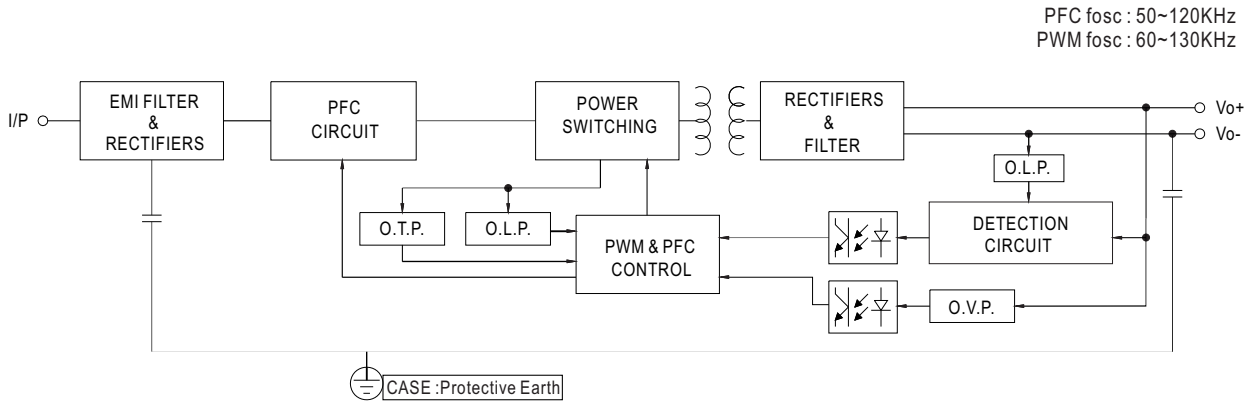 PFC fosc : 50~120KHz
PWM fosc : 60~130KHz
I/P
EMI FILTER
&
RECTIFIERS
PFC
CIRCUIT
POWER
SWITCHING
RECTIFIERS
&
FILTER
Vo+
Vo-
O.L.P.
O.T.P.
O.L.P.
PWM & PFC
CONTROL
DETECTION
CIRCUIT
O.V.P.
CASE :Protective Earth